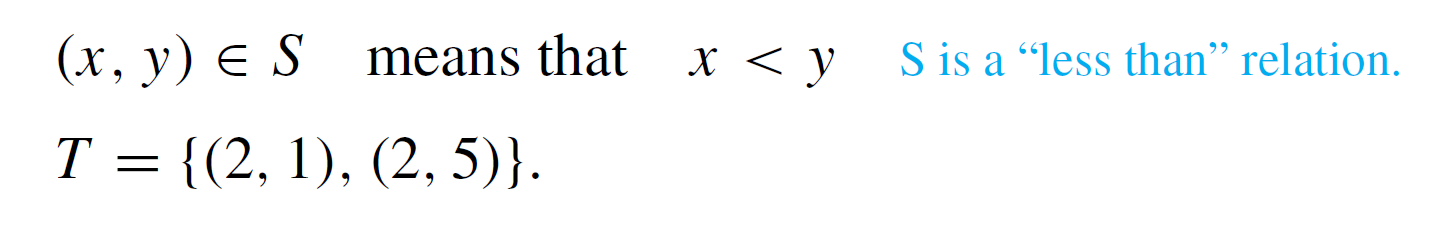 (x, y) ∈ S means that x < y S is a “less than” relation.
T = {(2, 1), (2, 5)}.